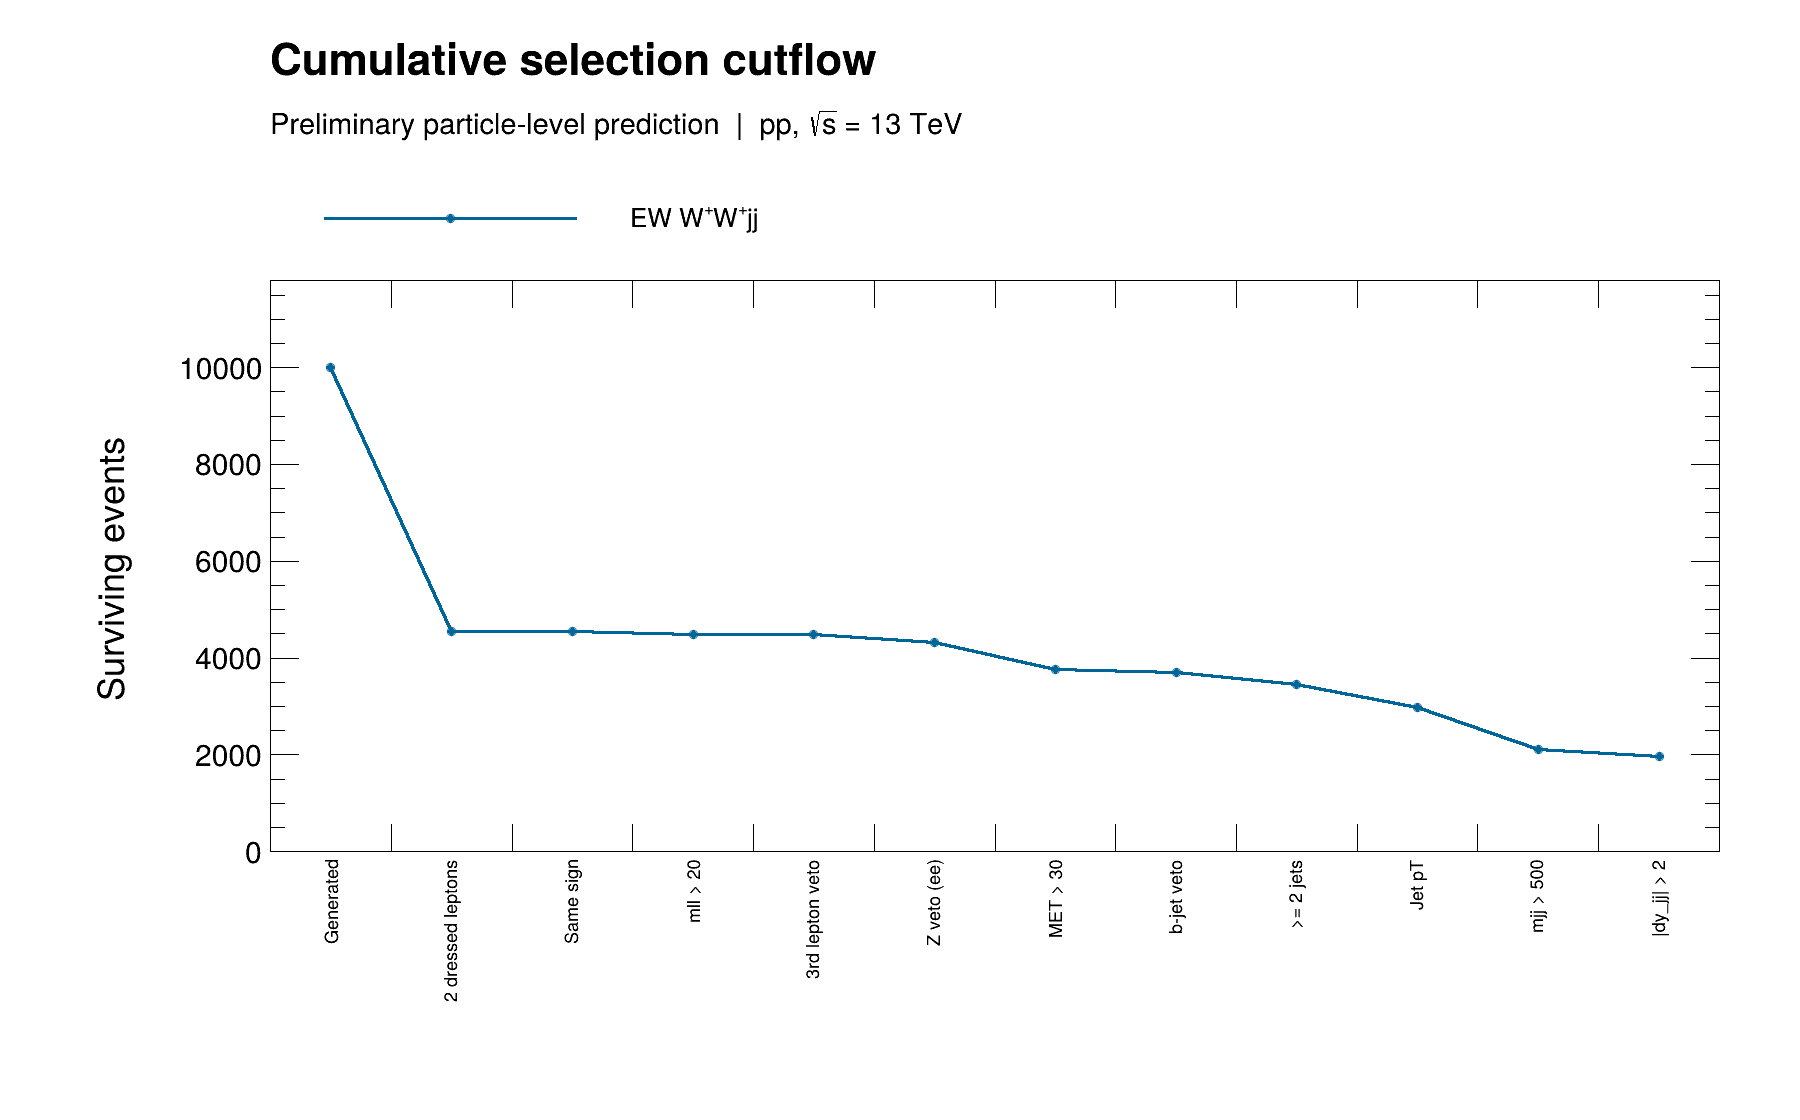 Cumulative selection cutflow
Preliminary particle-level prediction | pp, √s = 13 TeV
EW W⁺W⁺jj
Surviving events
10000
8000
6000
4000
2000
0
Generated
2 dressed leptons
Same sign
mll > 20
3rd lepton veto
Z veto (ee)
MET > 30
b-jet veto
>= 2 jets
Jet pT
mjj > 500
|dy_jj| > 2